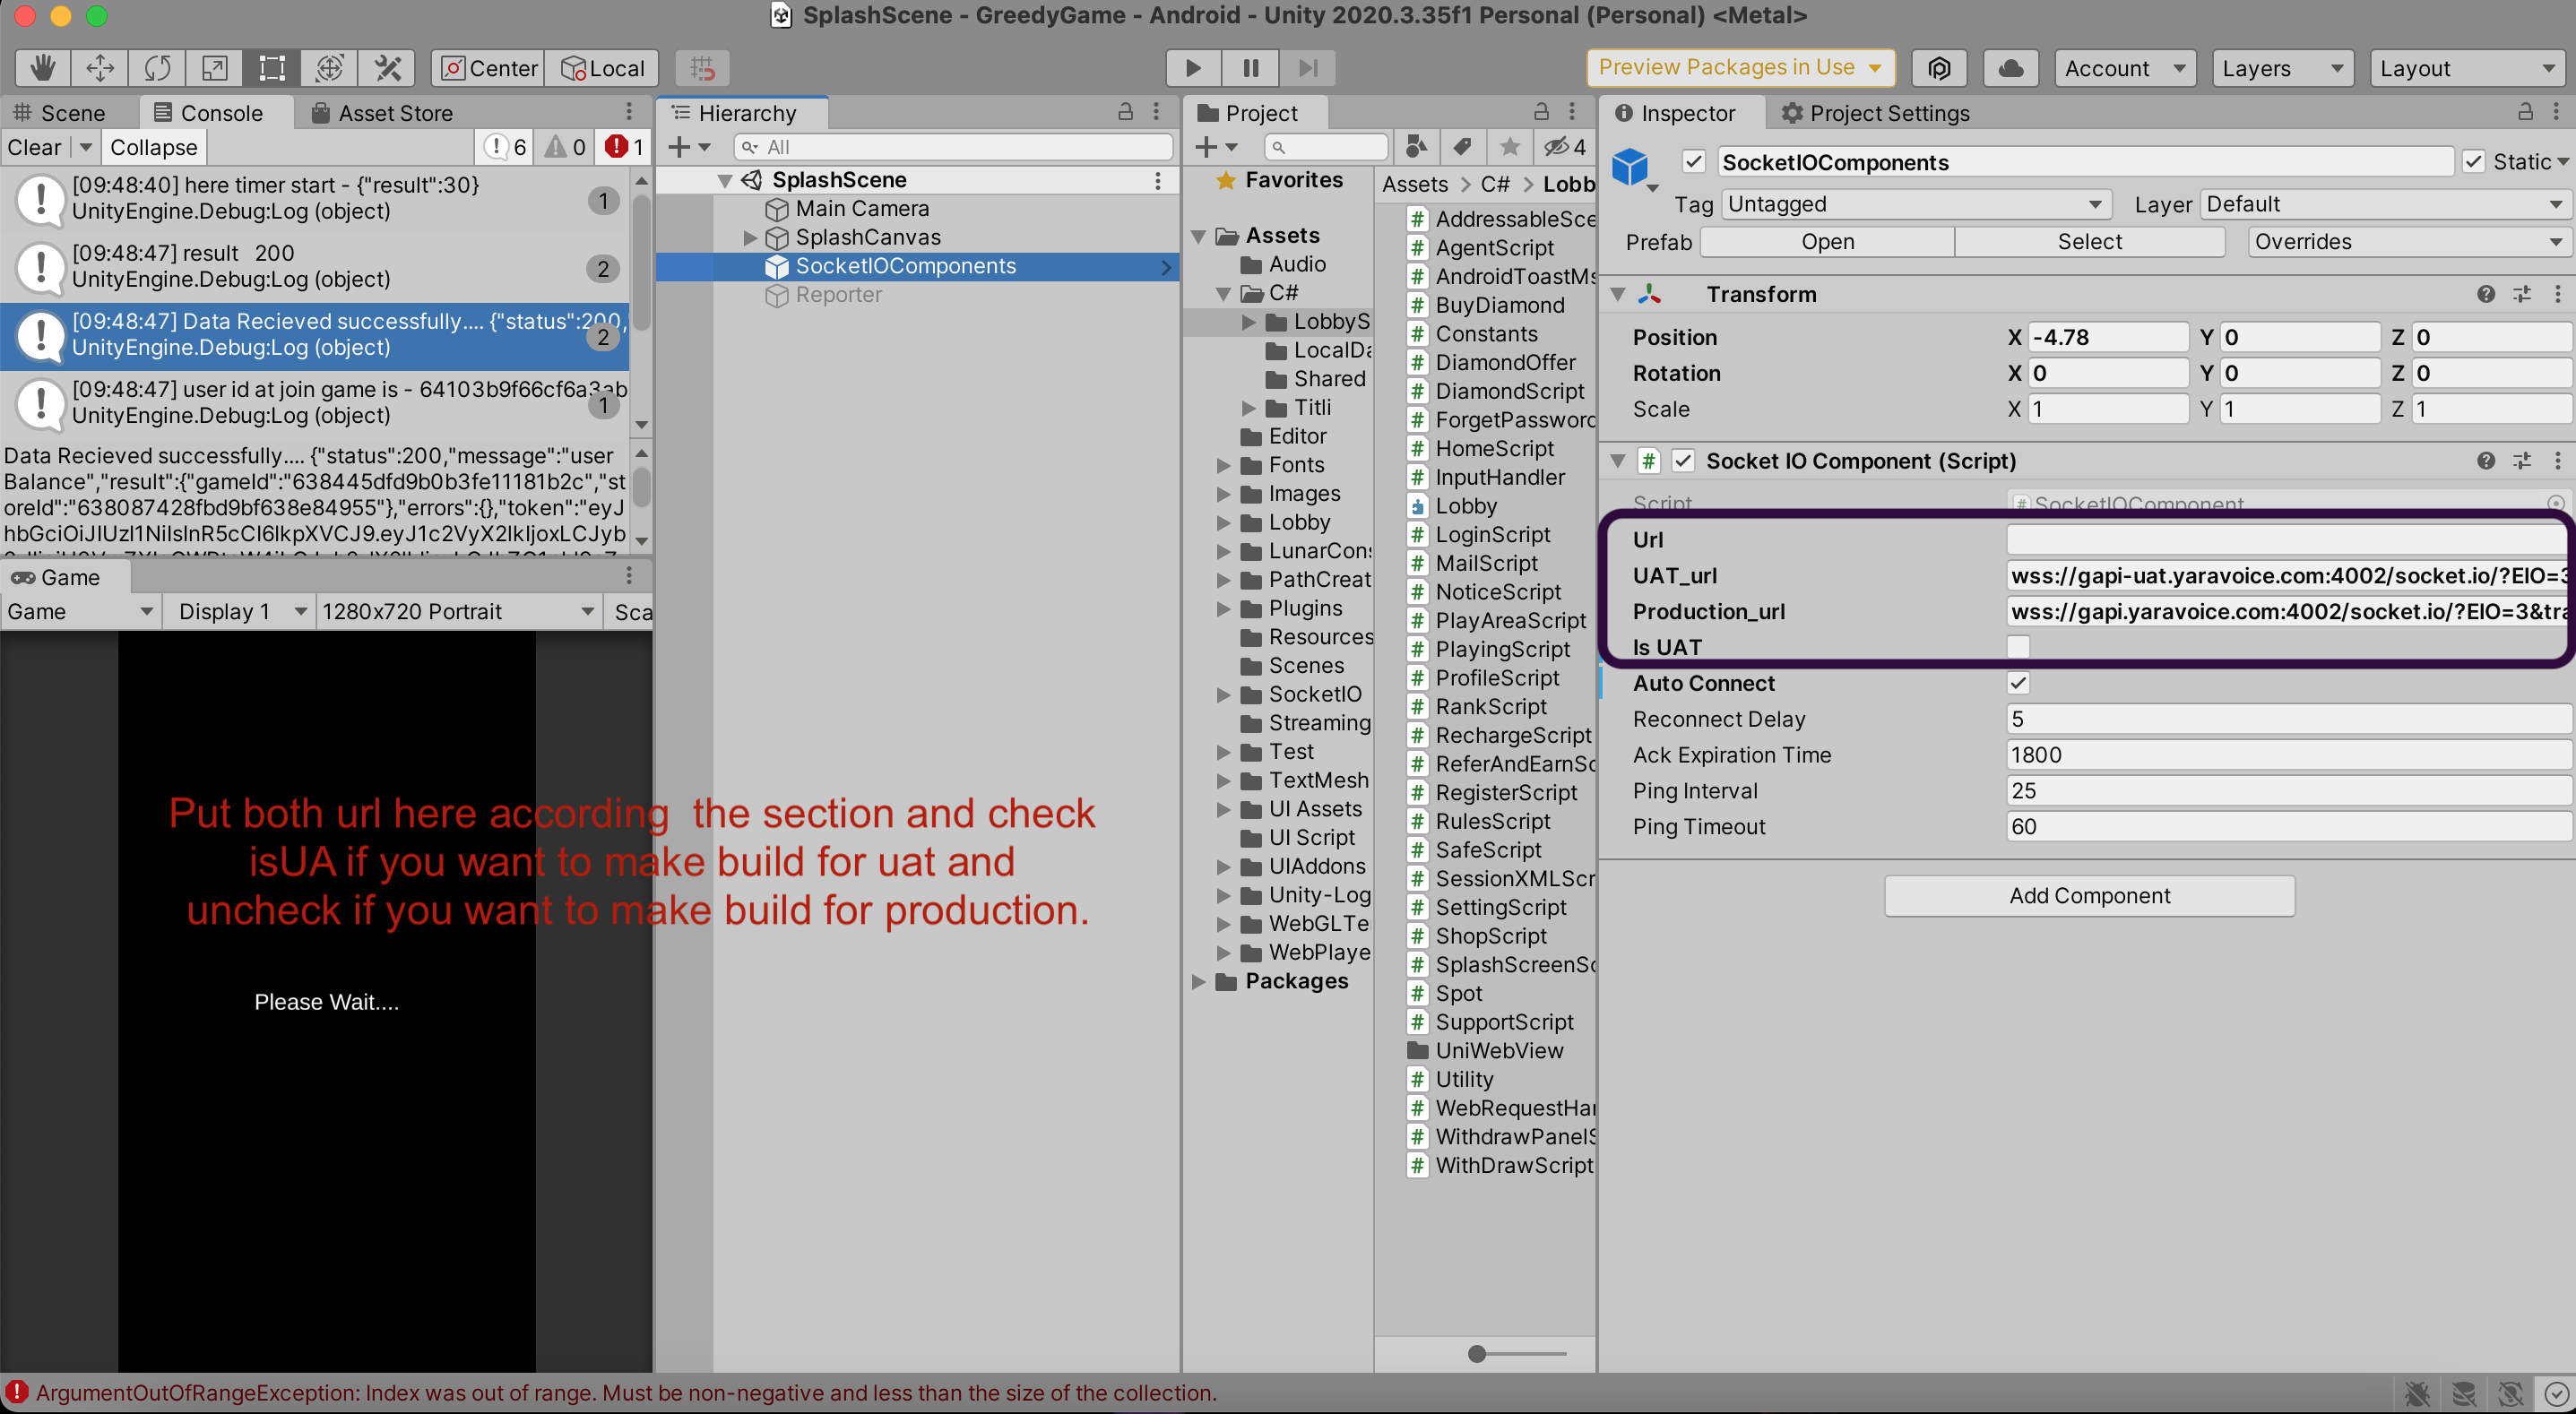 SplashScene - GreedyGame - Android - Unity 2020.3.35f1 Personal (Personal) <Metal>
Center
Local
Preview Packages in Use
Account
Layers
Layout
Scene
Console
Asset Store
Clear
Collapse
6
0
1
[09:48:40] here timer start - {"result":30}
UnityEngine.Debug:Log (object)
1
[09:48:47] result   200
UnityEngine.Debug:Log (object)
2
[09:48:47] Data Recieved successfully.... {"status":200,
UnityEngine.Debug:Log (object)
2
[09:48:47] user id at join game is - 64103b9f66cf6a3ab
UnityEngine.Debug:Log (object)
1
Data Recieved successfully.... {"status":200,"message":"user
Balance","result":{"gameId":"638445dfd9b0b3fe11181b2c","st
oreId":"638087428fbd9bf638e84955"},"errors":{},"token":"eyJ
Game
Game
Display 1
1280x720 Portrait
Sca
Please Wait....
Put both url here according  the section and check
isUA if you want to make build for uat and
uncheck if you want to make build for production.
Hierarchy
All
SplashScene
Main Camera
SplashCanvas
SocketIOComponents
Reporter
Project
4
Favorites
Assets
Audio
C#
LobbyS
LocalDa
Shared
Titli
Editor
Fonts
Images
Lobby
LunarCons
PathCreat
Plugins
Resources
Scenes
SocketIO
Streaming
Test
TextMesh
UI Assets
UI Script
UIAddons
Unity-Log
WebGLTe
WebPlaye
Packages
Assets > C# > Lobb
AddressableSce
AgentScript
AndroidToastMs
BuyDiamond
Constants
DiamondOffer
DiamondScript
ForgetPassword
HomeScript
InputHandler
Lobby
LoginScript
MailScript
NoticeScript
PlayAreaScript
PlayingScript
ProfileScript
RankScript
RechargeScript
ReferAndEarnSc
RegisterScript
RulesScript
SafeScript
SessionXMLScr
SettingScript
ShopScript
SplashScreenSc
Spot
SupportScript
UniWebView
Utility
WebRequestHan
WithdrawPanelS
WithDrawScript
Inspector
Project Settings
SocketIOComponents
Static
Tag Untagged
Layer Default
Prefab Open Select Overrides
Transform
Position X -4.78 Y 0 Z 0
Rotation X 0 Y 0 Z 0
Scale X 1 Y 1 Z 1
Socket IO Component (Script)
Script SocketIOComponent
Url
UAT_url wss://gapi-uat.yaravoice.com:4002/socket.io/?EIO=3
Production_url wss://gapi.yaravoice.com:4002/socket.io/?EIO=3&tra
Is UAT
Auto Connect
Reconnect Delay 5
Ack Expiration Time 1800
Ping Interval 25
Ping Timeout 60
Add Component
ArgumentOutOfRangeException: Index was out of range. Must be non-negative and less than the size of the collection.